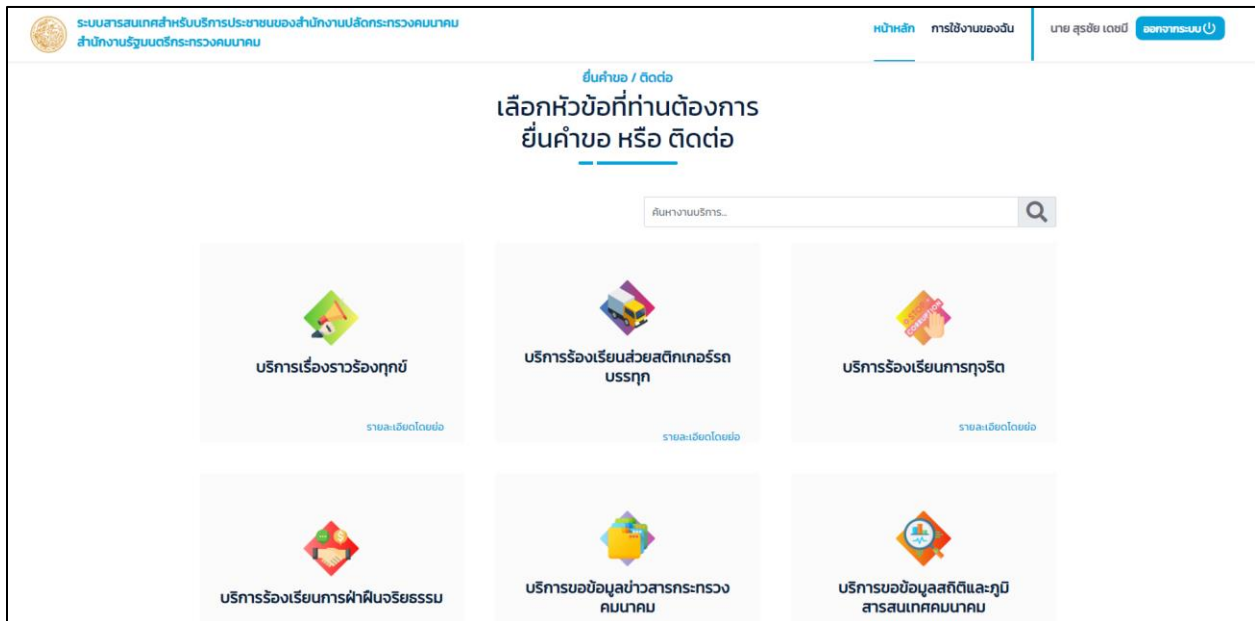 ระบบสารสนเทศสำหรับบริการประชาชนของสำนักงานปลัดกระทรวงคมนาคม
สำนักงานรัฐมนตรีกระทรวงคมนาคม
หน้าหลัก การใช้งานของฉัน นาย สุรชัย เดชมี ออกจากระบบ
ยื่นคำขอ / ติดต่อ
เลือกหัวข้อที่ท่านต้องการ
ยื่นคำขอ หรือ ติดต่อ
ค้นหางานบริการ...
บริการเรื่องราวร้องทุกข์
รายละเอียดโดยย่อ
บริการร้องเรียนส่วยสติกเกอร์รถ
บรรทุก
รายละเอียดโดยย่อ
STOP
CORRUPTION
บริการร้องเรียนการทุจริต
รายละเอียดโดยย่อ
บริการร้องเรียนการฝ่าฝืนจริยธรรม
บริการขอข้อมูลข่าวสารกระทรวง
คมนาคม
บริการขอข้อมูลสถิติและภูมิ
สารสนเทศคมนาคม